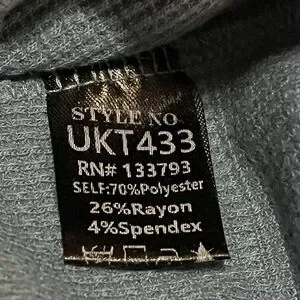 STYLE NO.
UKT433
RN# 133793
SELF:70%Polyester
26%Rayon
4%Spendex